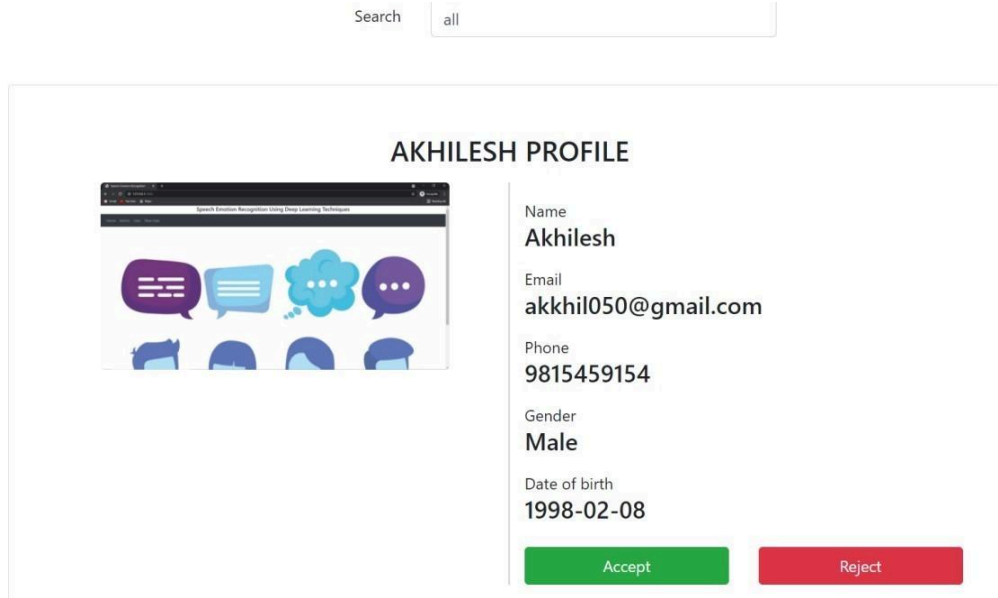 Search
all
AKHILESH PROFILE
Speech Emotion Recognition Using Deep Learning Techniques
Name
Akhilesh
Email
akkhil050@gmail.com
Phone
9815459154
Gender
Male
Date of birth
1998-02-08
Accept Reject